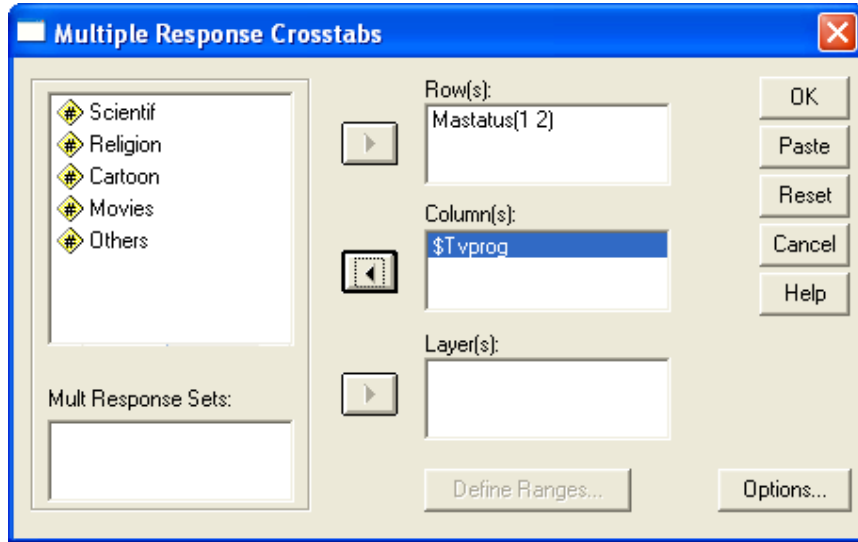 Multiple Response Crosstabs
Scientif
Religion
Cartoon
Movies
Others
Mult Response Sets:
Row(s):
Mastatus(1 2)
Column(s):
$Tvprog
Layer(s):
Define Ranges...
OK
Paste
Reset
Cancel
Help
Options...